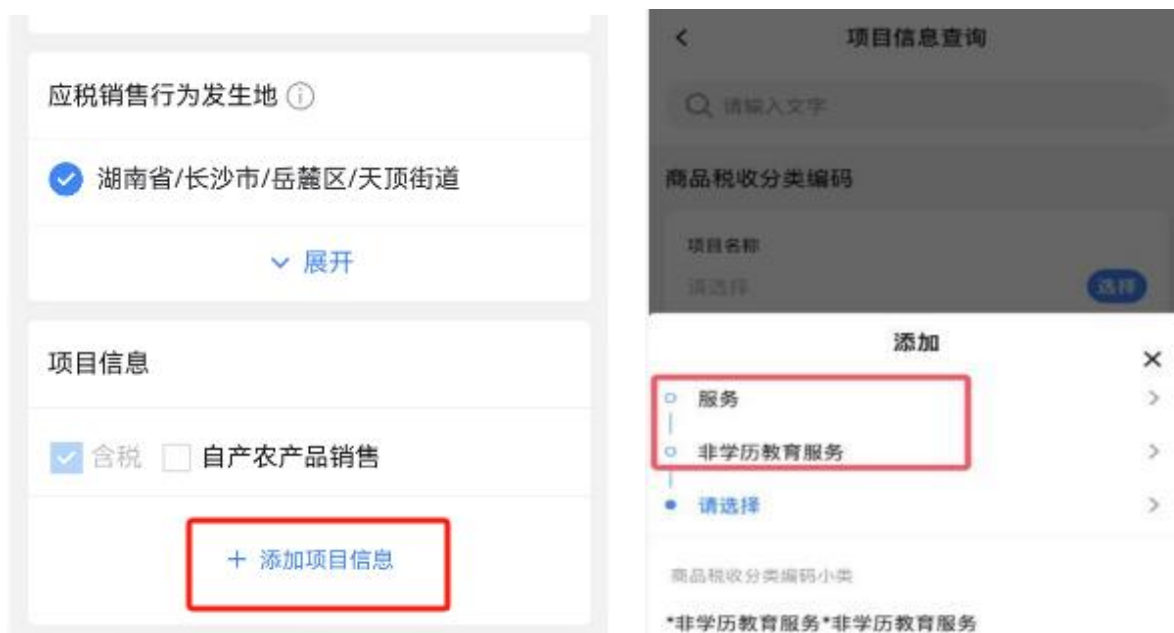 应税销售行为发生地
湖南省/长沙市/岳麓区/天顶街道
展开
项目信息
含税 自产农产品销售
+ 添加项目信息
项目信息查询
请输入文字
商品税收分类编码
项目名称
请选择
选择
添加
服务
非学历教育服务
请选择
商品税收分类编码小类
*非学历教育服务*非学历教育服务